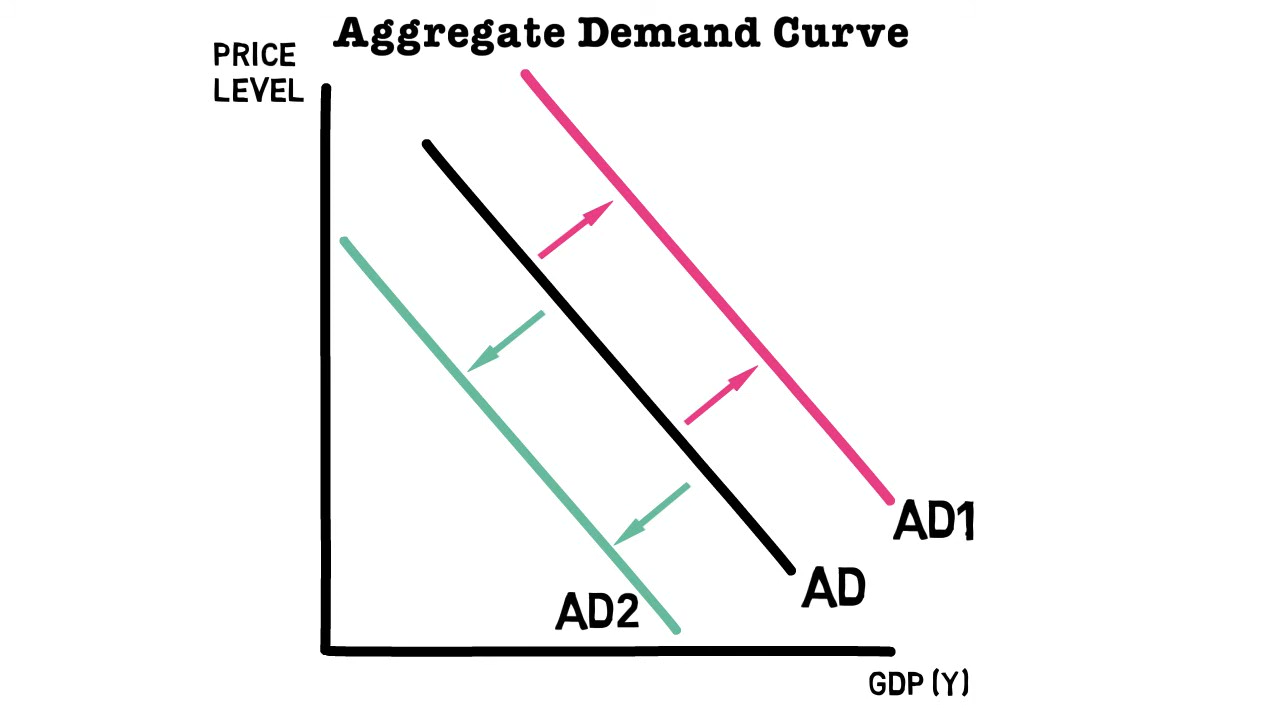 Aggregate Demand Curve
PRICE
LEVEL
AD1
AD
AD2
GDP (Y)